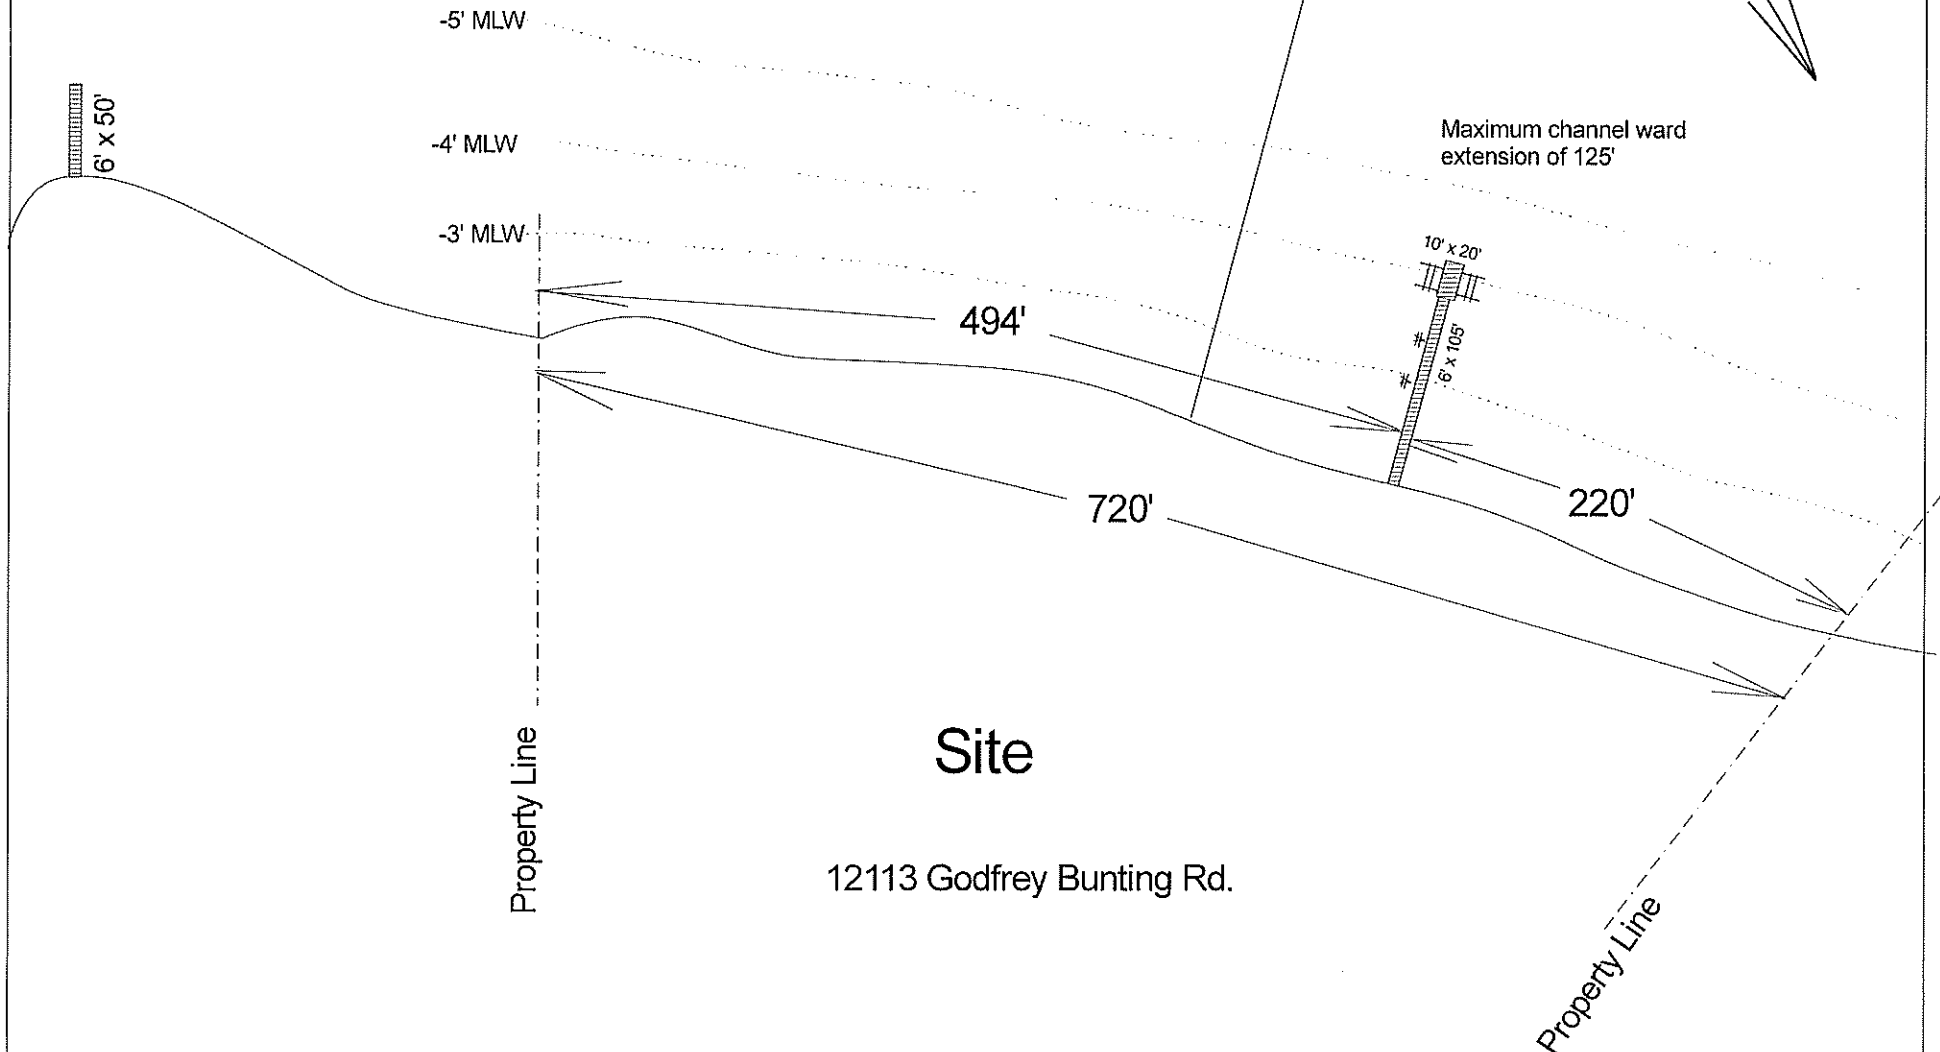 -5' MLW
6' x 50'
-4' MLW
Maximum channel ward
extension of 125'
-3' MLW
10' x 20'
494'
6' x 105'
720'
220'
Site
Property Line
12113 Godfrey Bunting Rd.
Property Line